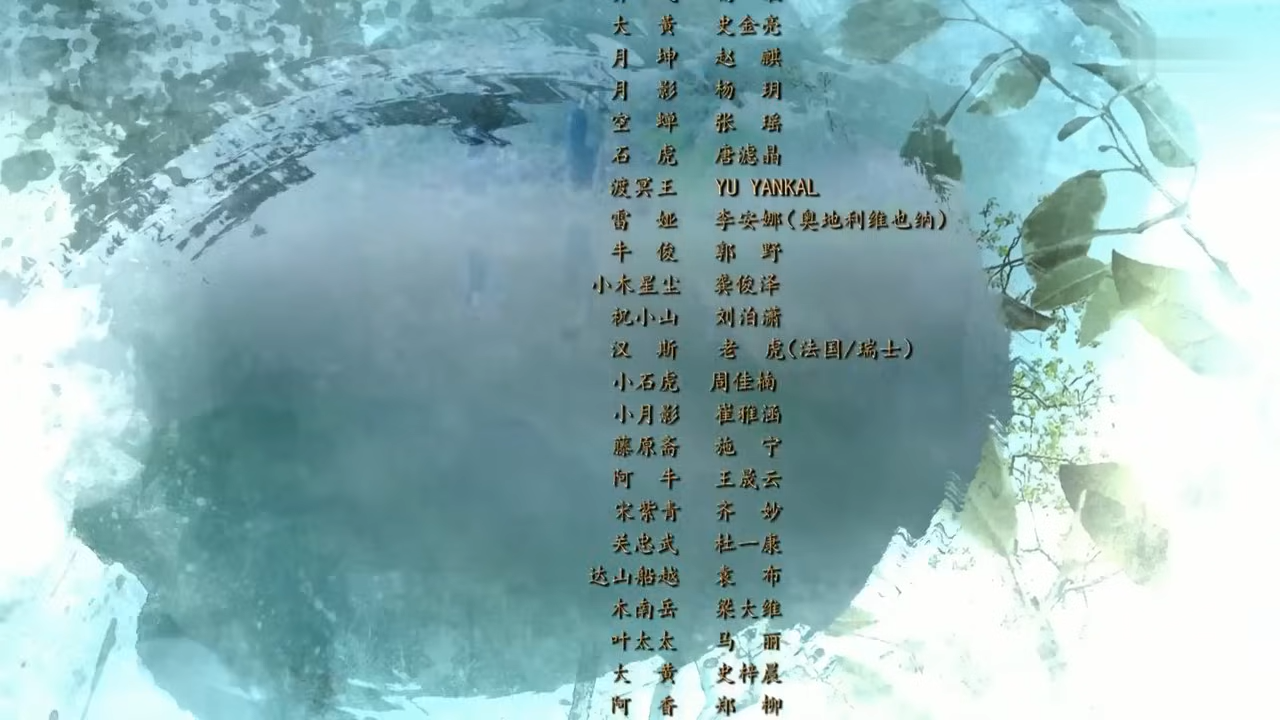 大 黄 史金亮
月 坤 赵 麒
月 影 杨 玥
空 蝉 张 瑶
石 虎 唐滤晶
渡冥王 YU YANKAL
雷 娅 李安娜(奥地利维也纳)
牛 俊 郭 野
小木星尘 龚俊泽
祝小山 刘泊潇
汉 斯 老 虎(法国/瑞士)
小石虎 周佳楠
小月影 崔雅涵
藤原斋 施 宁
阿 牛 王晟云
宋紫肯 齐 妙
关忠武 杜一康
达山船越 袁 布
木南岳 梁大维
叶太太 马 丽
大 黄 史梓晨
阿 香 郑 柳